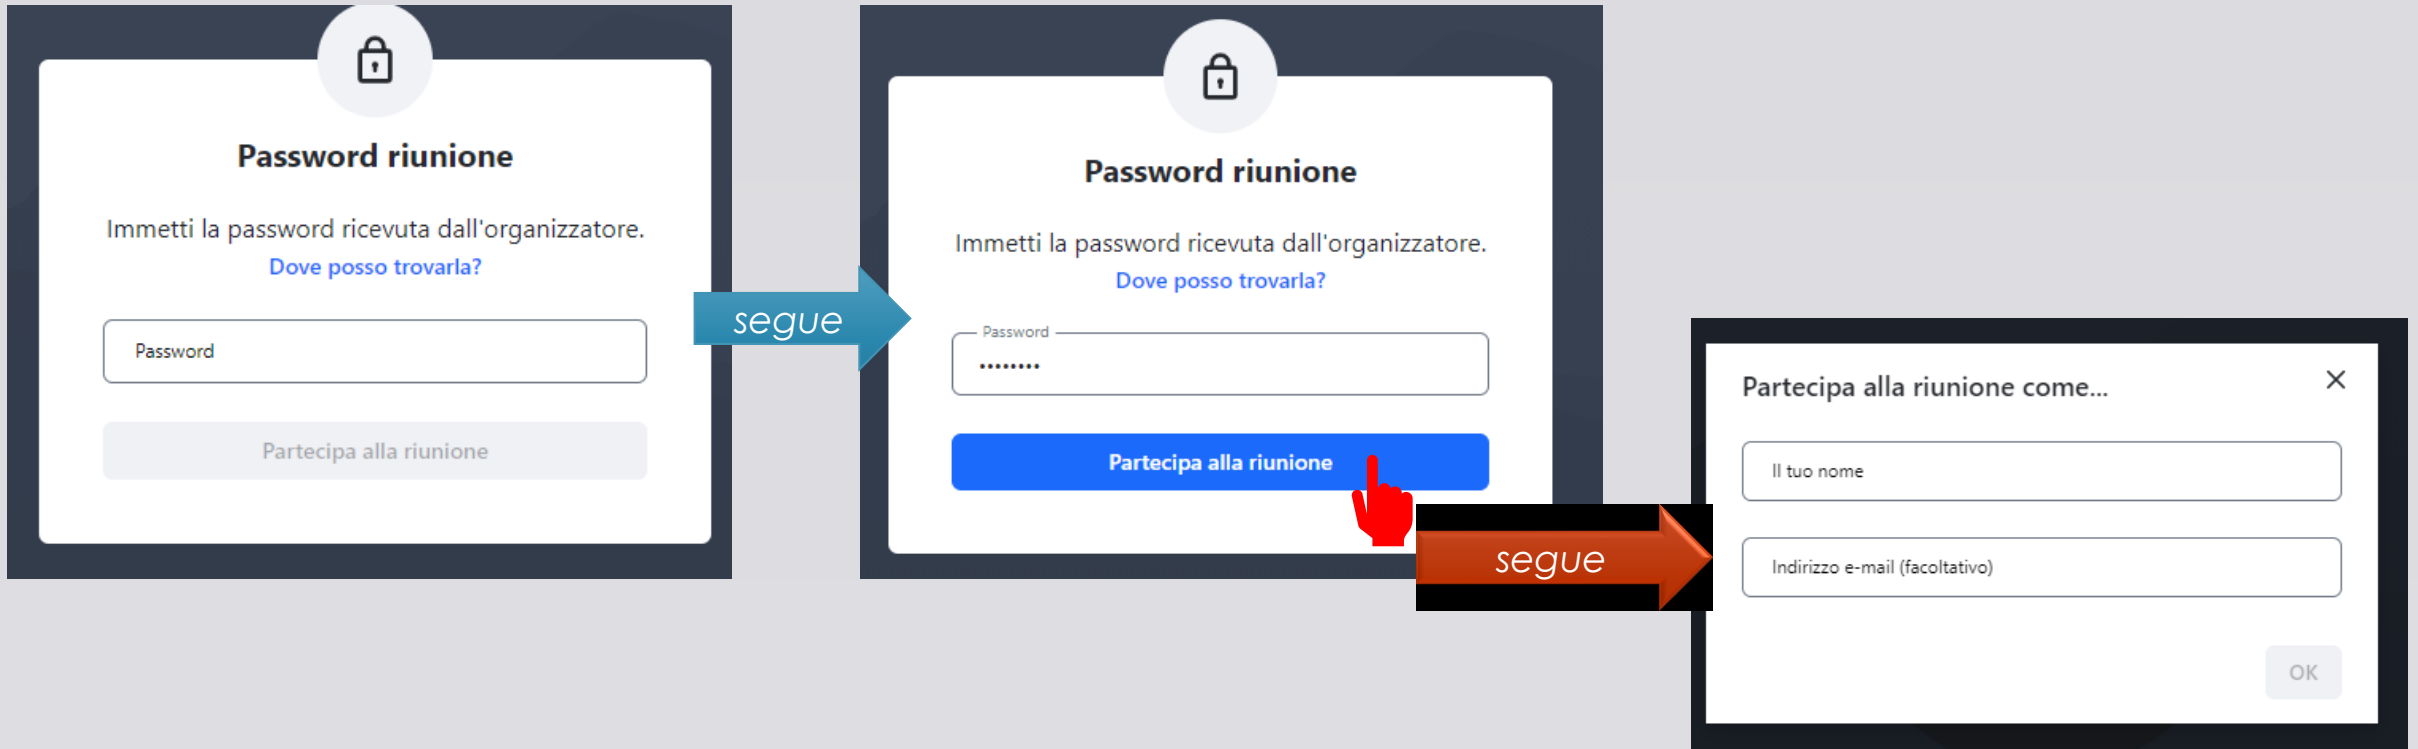 Password riunione
Immetti la password ricevuta dall'organizzatore.
Dove posso trovarla?
Password
Partecipa alla riunione
segue
Password riunione
Immetti la password ricevuta dall'organizzatore.
Dove posso trovarla?
Password
••••••••
Partecipa alla riunione
segue
Partecipa alla riunione come...
Il tuo nome
Indirizzo e-mail (facoltativo)
OK